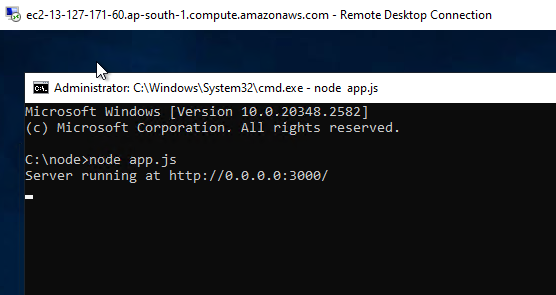 ec2-13-127-171-60.ap-south-1.compute.amazonaws.com - Remote Desktop Connection
Administrator: C:\Windows\System32\cmd.exe - node  app.js
Microsoft Windows [Version 10.0.20348.2582]
(c) Microsoft Corporation. All rights reserved.
C:\node>node app.js
Server running at http://0.0.0.0:3000/